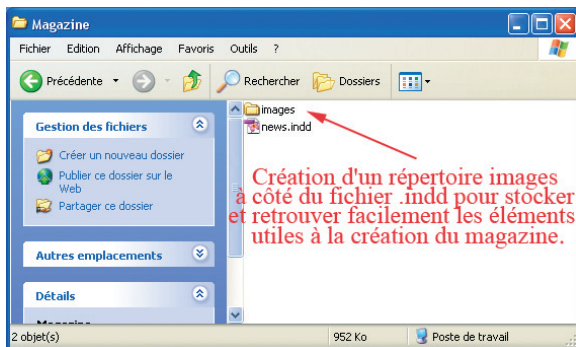 Magazine
Fichier Edition Affichage Favoris Outils ?
Précédente Rechercher Dossiers
Gestion des fichiers
Créer un nouveau dossier
Publier ce dossier sur le
Web
Partager ce dossier
Autres emplacements
Détails
Magazine
images
news.indd
Création d'un répertoire images
à côté du fichier .indd pour stocker
et retrouver facilement les éléments
utiles à la création du magazine.
2 objet(s) 952 Ko Poste de travail